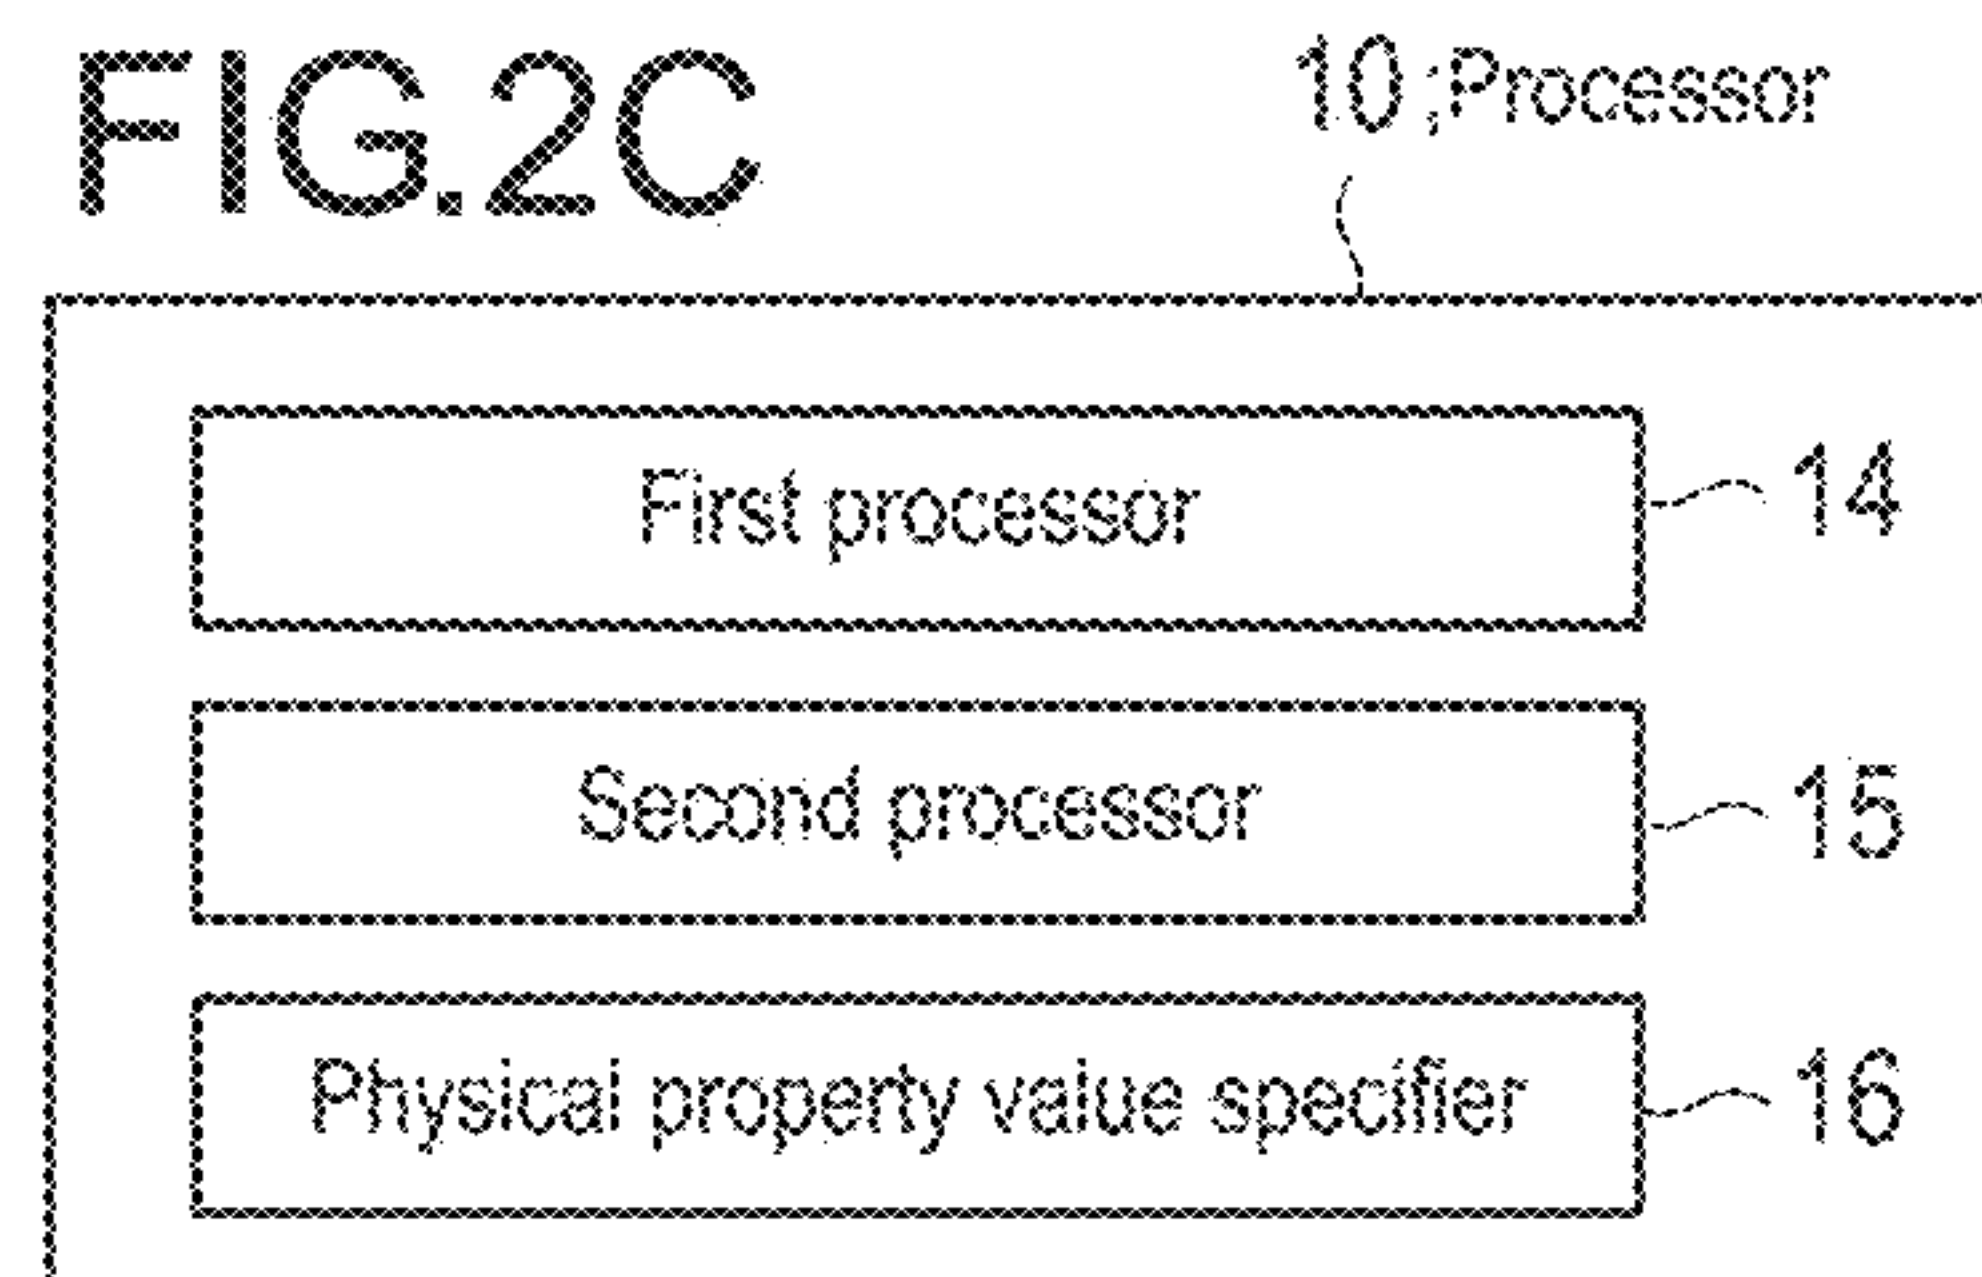 FIG.2C
10 ;Processor
First processor
14
Second processor
15
Physical property value specifier
16